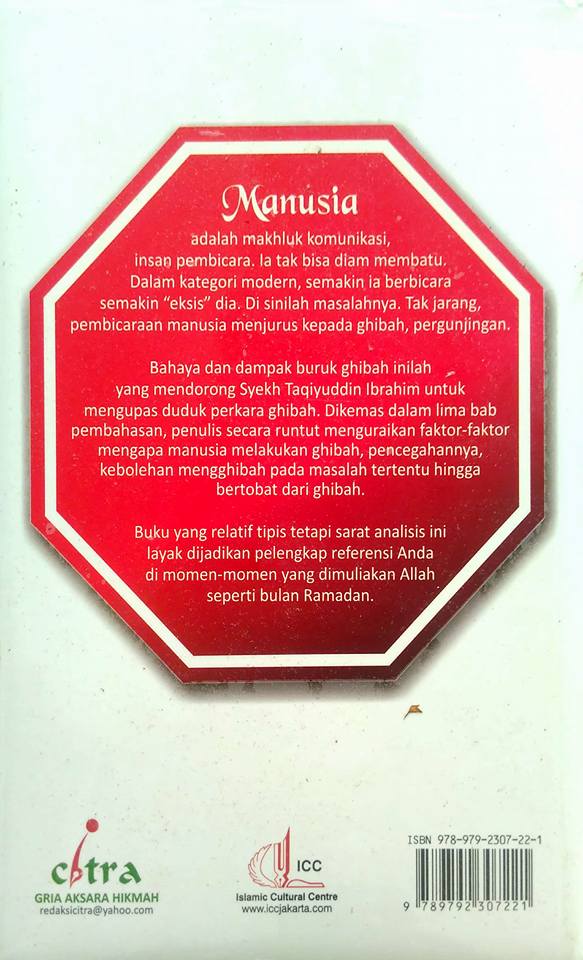 Manusia
adalah makhluk komunikasi,
insan pembicara. Ia tak bisa diam membatu.
Dalam kategori modern, semakin ia berbicara
semakin “eksis” dia. Di sinilah masalahnya. Tak jarang,
pembicaraan manusia menjurus kepada ghibah, pergunjingan.
Bahaya dan dampak buruk ghibah inilah
yang mendorong Syekh Taqiyuddin Ibrahim untuk
mengupas duduk perkara ghibah. Dikemas dalam lima bab
pembahasan, penulis secara runtut menguraikan faktor-faktor
mengapa manusia melakukan ghibah, pencegahannya,
kebolehan mengghibah pada masalah tertentu hingga
bertobat dari ghibah.
Buku yang relatif tipis tetapi sarat analisis ini
layak dijadikan pelengkap referensi Anda
di momen-momen yang dimuliakan Allah
seperti bulan Ramadan.
citra
GRIA AKSARA HIKMAH
redaksicitra@yahoo.com
ICC
Islamic Cultural Centre
www.iccjakarta.com
ISBN 978-979-2307-22-1
9 789792 307221